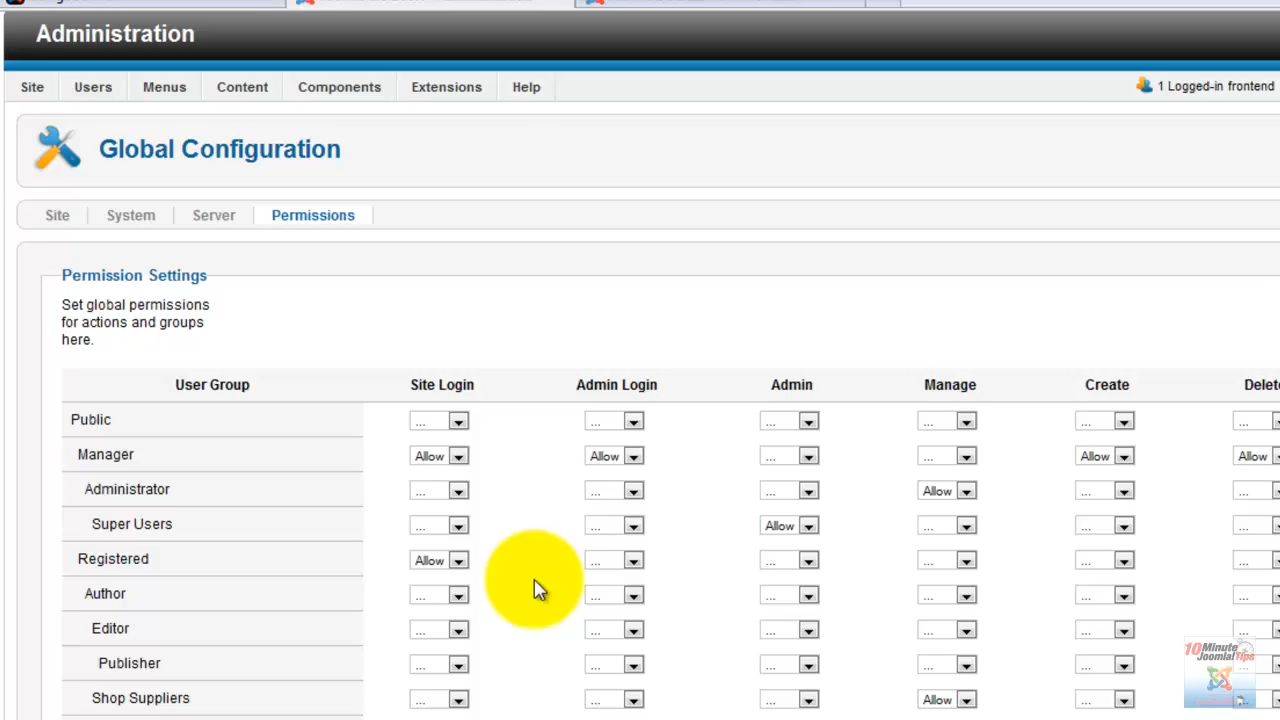 Administration
Site Users Menus Content Components Extensions Help 1 Logged-in frontend
Global Configuration
Site System Server Permissions
Permission Settings
Set global permissions
for actions and groups
here.
User Group Site Login Admin Login Admin Manage Create Delete
Public ... ... ... ... ... ...
Manager Allow Allow ... ... Allow Allow
Administrator ... ... ... Allow ... ...
Super Users ... ... Allow ... ... ...
Registered Allow ... ... ... ... ...
Author ... ... ... ... ... ...
Editor ... ... ... ... ... ...
Publisher ... ... ... ... ... ...
Shop Suppliers ... ... ... Allow ...
10 Minute
Joomla! Tips